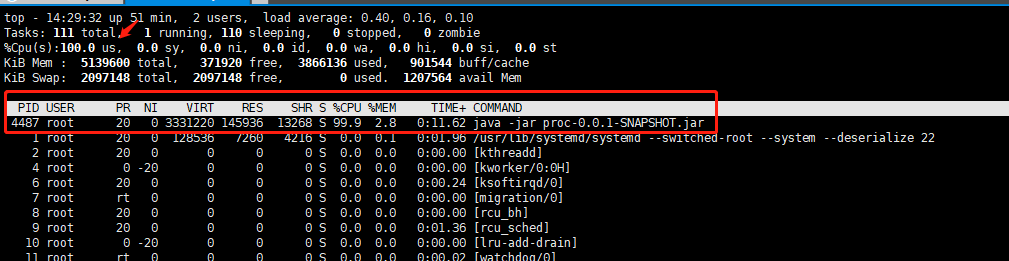 top - 14:29:32 up 51 min,  2 users,  load average: 0.40, 0.16, 0.10
Tasks: 111 total,   1 running, 110 sleeping,   0 stopped,   0 zombie
%Cpu(s):100.0 us,  0.0 sy,  0.0 ni,  0.0 id,  0.0 wa,  0.0 hi,  0.0 si,  0.0 st
KiB Mem :  5139600 total,   371920 free,  3866136 used,   901544 buff/cache
KiB Swap:  2097148 total,  2097148 free,        0 used.  1207564 avail Mem
PID USER      PR  NI    VIRT    RES    SHR S %CPU %MEM     TIME+ COMMAND
4487 root      20   0 3331220 145936  13268 S 99.9  2.8   0:11.62 java -jar proc-0.0.1-SNAPSHOT.jar
1 root      20   0  128536   7260   4216 S  0.0  0.1   0:01.96 /usr/lib/systemd/systemd --switched-root --system --deserialize 22
2 root      20   0       0      0      0 S  0.0  0.0   0:00.00 [kthreadd]
4 root       0 -20       0      0      0 S  0.0  0.0   0:00.00 [kworker/0:0H]
6 root      20   0       0      0      0 S  0.0  0.0   0:00.24 [ksoftirqd/0]
7 root      rt   0       0      0      0 S  0.0  0.0   0:00.00 [migration/0]
8 root      20   0       0      0      0 S  0.0  0.0   0:00.00 [rcu_bh]
9 root      20   0       0      0      0 S  0.0  0.0   0:01.36 [rcu_sched]
10 root       0 -20       0      0      0 S  0.0  0.0   0:00.00 [lru-add-drain]
11 root      rt   0       0      0      0 S  0.0  0.0   0:00.02 [watchdog/0]